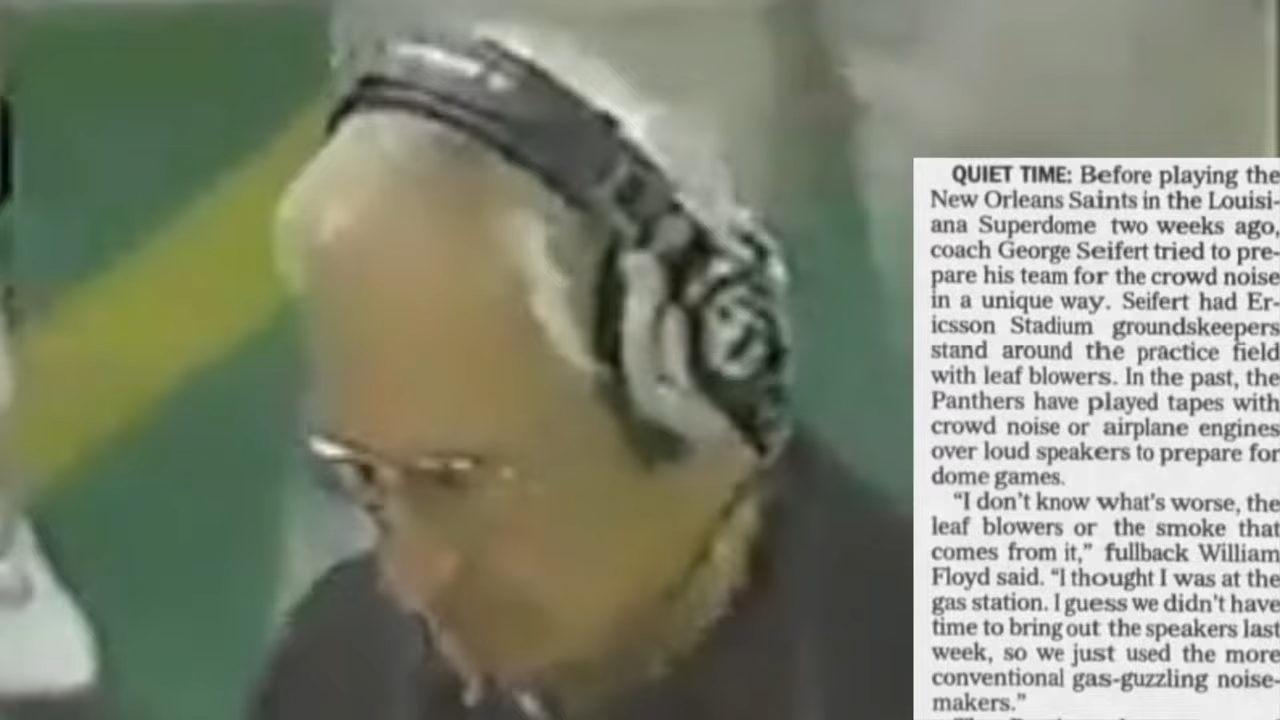 QUIET TIME: Before playing the
New Orleans Saints in the Louisi-
ana Superdome two weeks ago,
coach George Seifert tried to pre-
pare his team for the crowd noise
in a unique way. Seifert had Er-
icsson Stadium groundskeepers
stand around the practice field
with leaf blowers. In the past, the
Panthers have played tapes with
crowd noise or airplane engines
over loud speakers to prepare for
dome games.
“I don’t know what’s worse, the
leaf blowers or the smoke that
comes from it,” fullback William
Floyd said. “I thought I was at the
gas station. I guess we didn’t have
time to bring out the speakers last
week, so we just used the more
conventional gas-guzzling noise-
makers.”